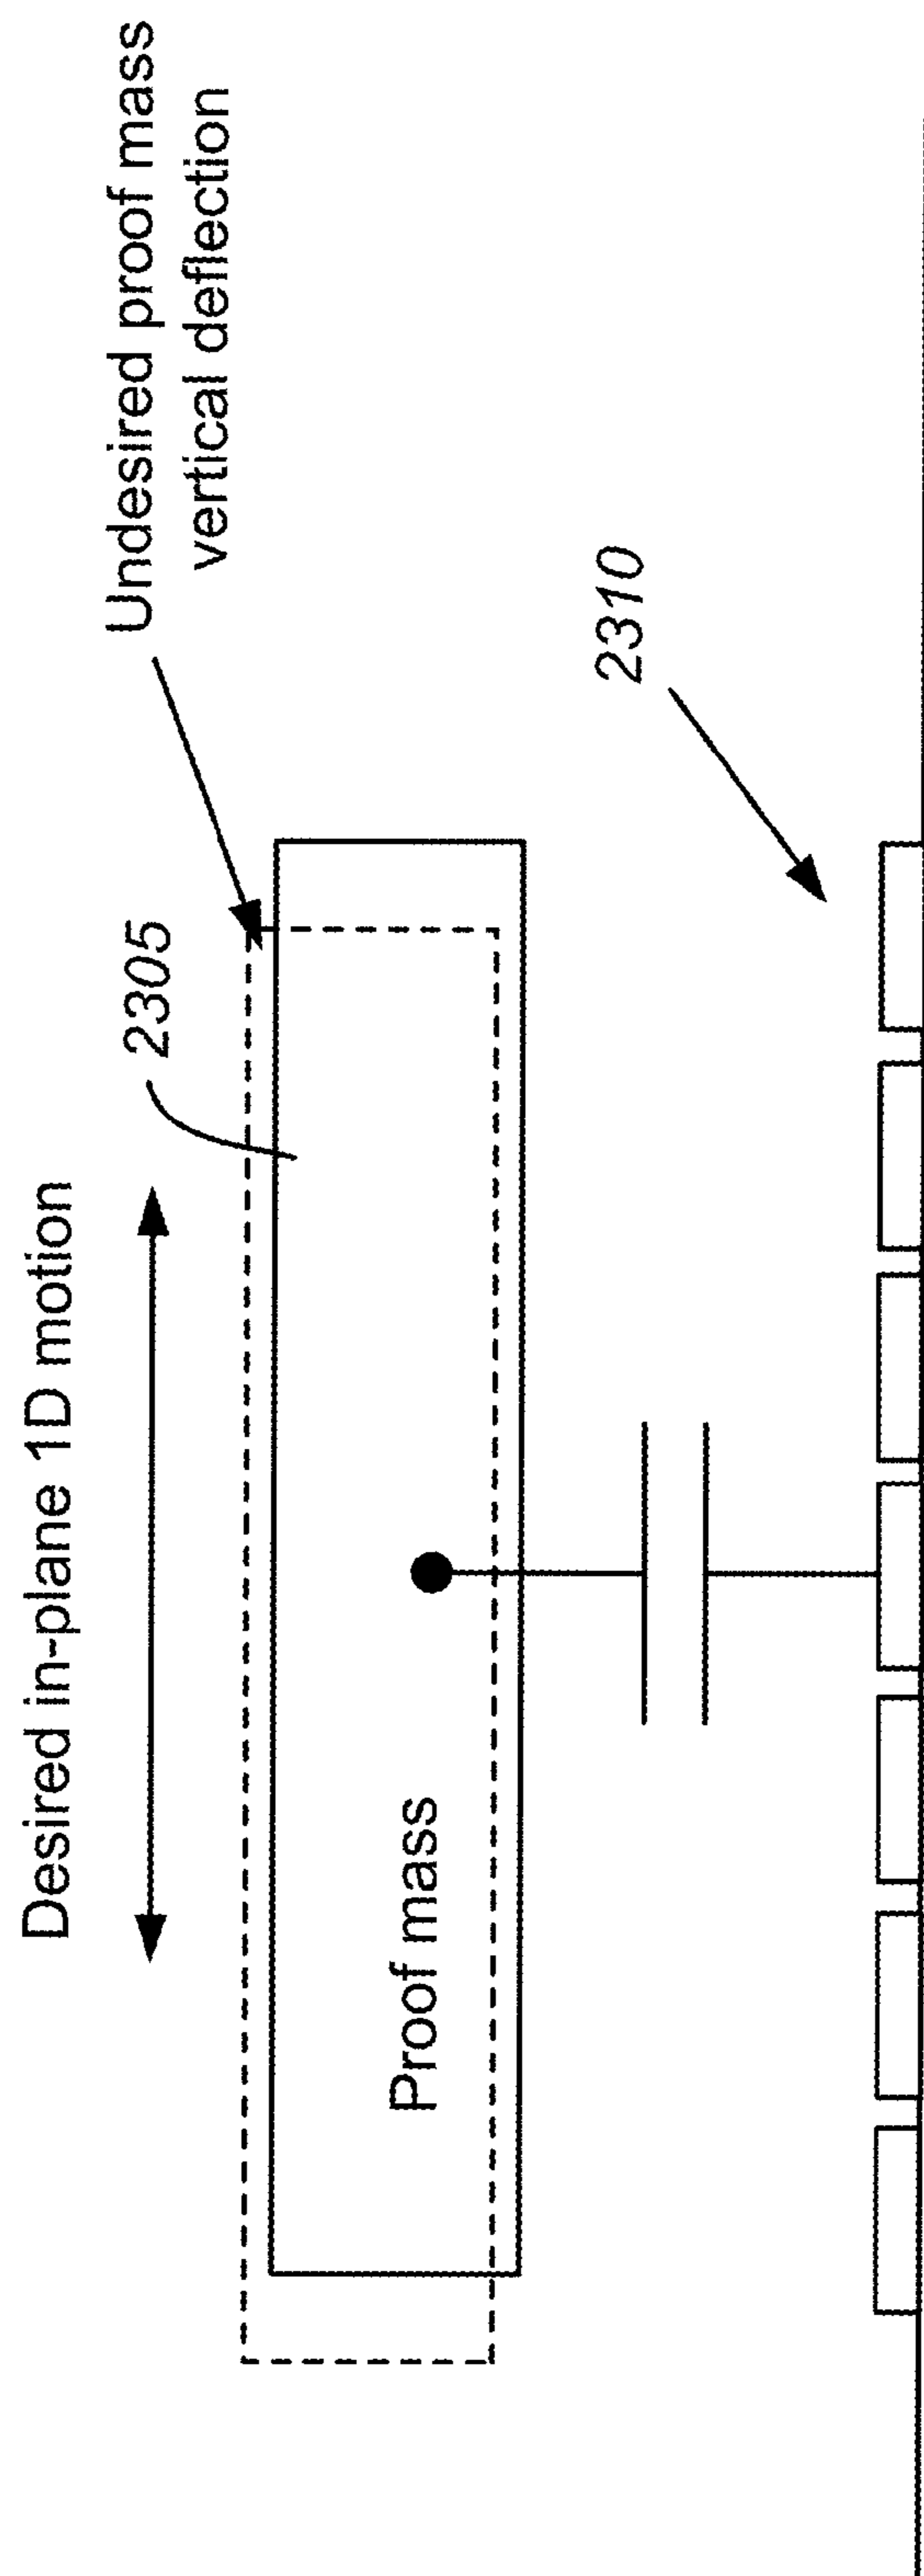 Desired in-plane 1D motion
Undesired proof mass
vertical deflection
2305
Proof mass
2310